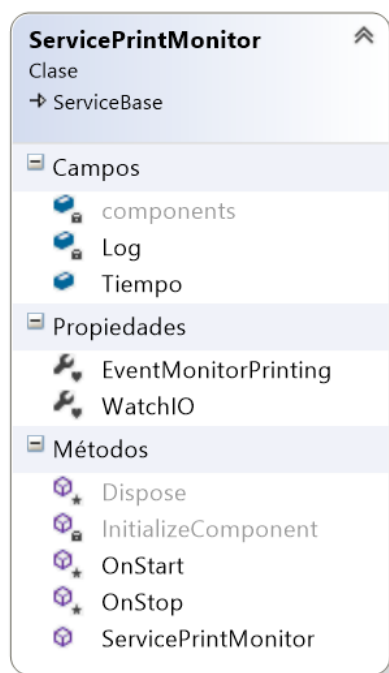 ServicePrintMonitor
Clase
ServiceBase
Campos
components
Log
Tiempo
Propiedades
EventMonitorPrinting
WatchIO
Métodos
Dispose
InitializeComponent
OnStart
OnStop
ServicePrintMonitor